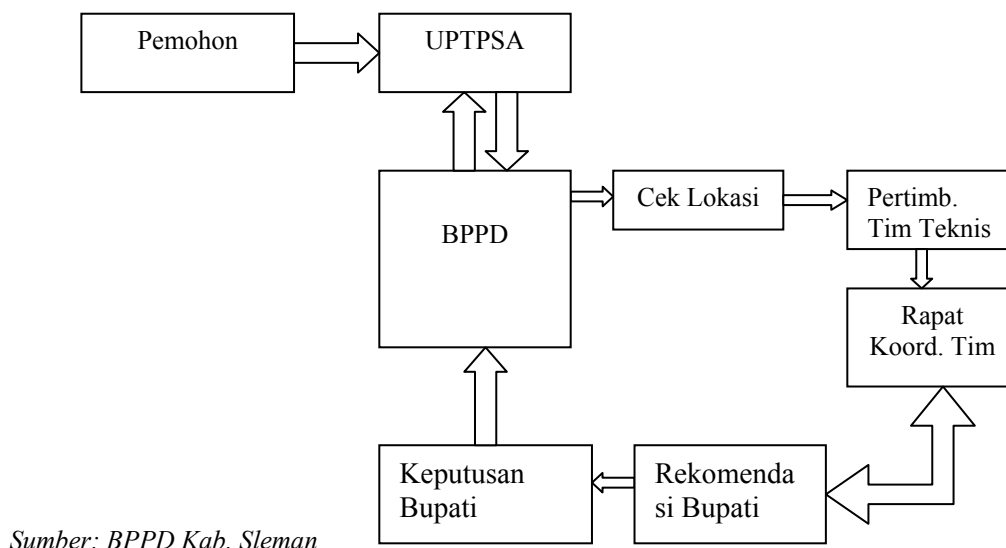 Pemohon
UPTPSA
BPPD
Cek Lokasi
Pertimb.
Tim Teknis
Rapat
Koord. Tim
Keputusan
Bupati
Rekomenda
si Bupati
Sumber: BPPD Kab. Sleman